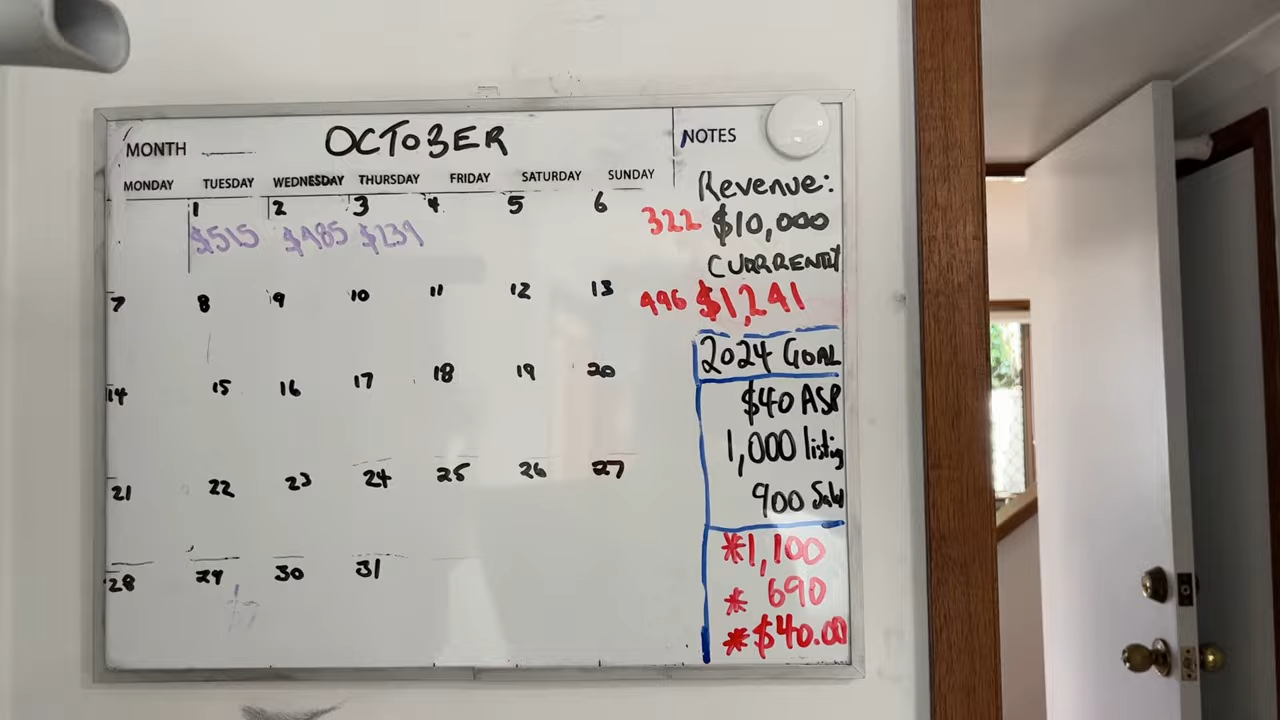 MONTH OCTOBER
MONDAY TUESDAY WEDNESDAY THURSDAY FRIDAY SATURDAY SUNDAY
1 2 3 4 5 6
$515 $485 $239
7 8 9 10 11 12 13
14 15 16 17 18 19 20
21 22 23 24 25 26 27
28 29 30 31
NOTES
Revenue:
322 $10,000
CURRENTLY
496 $1,241
2024 GOAL
$40 ASP
1,000 listing
900 Sales
*1,100
* 690
*$40.00